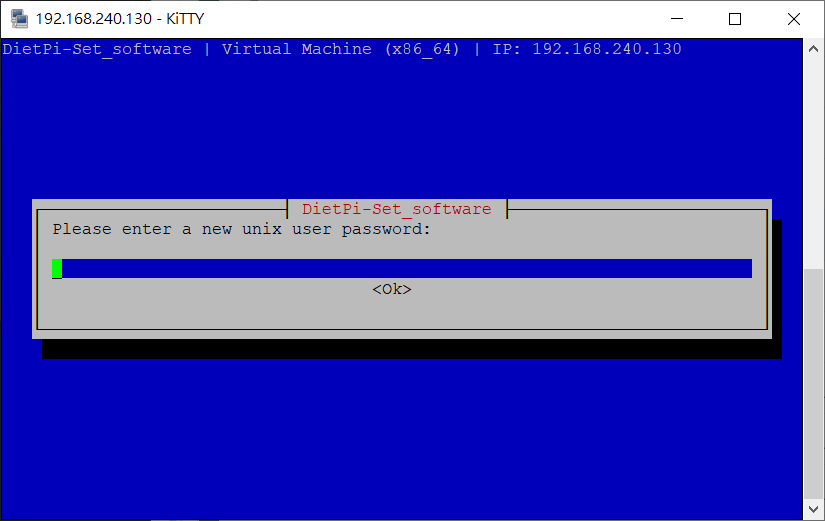 192.168.240.130 - KiTTY
DietPi-Set_software | Virtual Machine (x86_64) | IP: 192.168.240.130
DietPi-Set_software
Please enter a new unix user password:
<Ok>